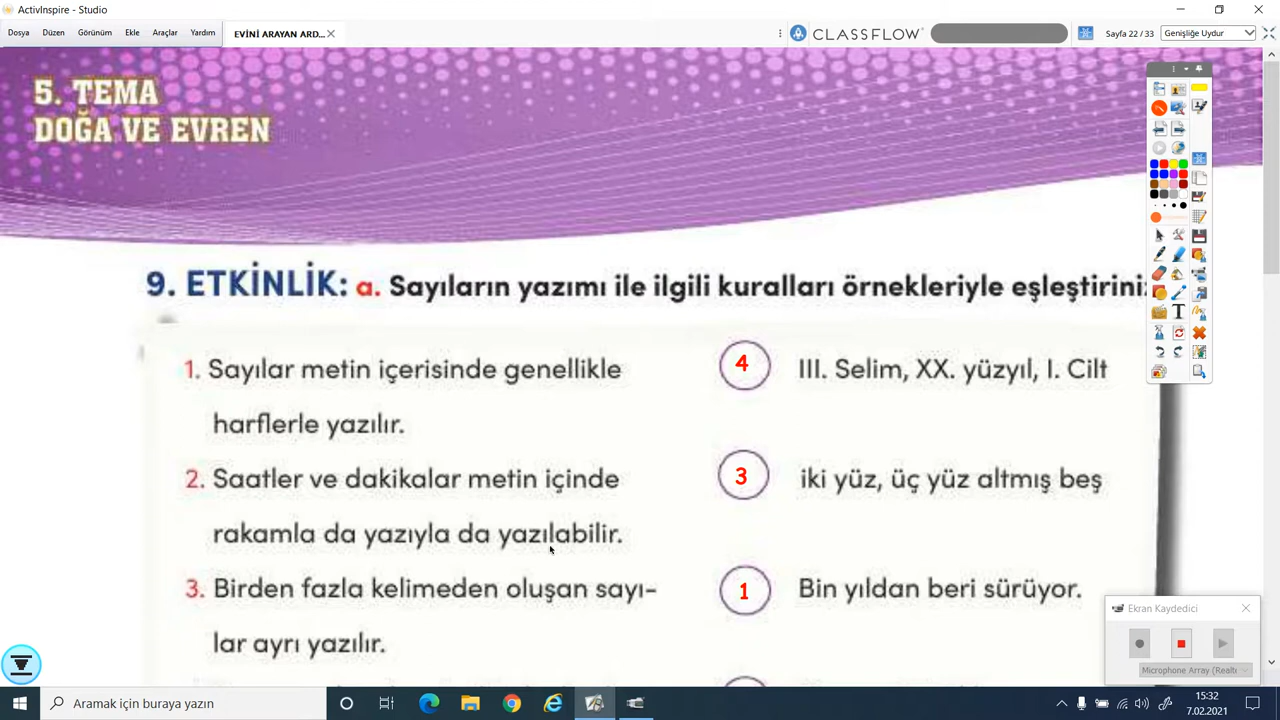 ActivInspire - Studio
Dosya Düzen Görünüm Ekle Araçlar Yardım
EVİNİ ARAYAN ARD...
CLASSFLOW
Sayfa 22 / 33
Genişliğe Uydur
5. TEMA
DOĞA VE EVREN
9. ETKİNLİK: a. Sayıların yazımı ile ilgili kuralları örnekleriyle eşleştiriniz
1. Sayılar metin içerisinde genellikle
harflerle yazılır.
4 III. Selim, XX. yüzyıl, I. Cilt
2. Saatler ve dakikalar metin içinde
rakamla da yazıyla da yazılabilir.
3 iki yüz, üç yüz altmış beş
3. Birden fazla kelimeden oluşan sayı-
lar ayrı yazılır.
1 Bin yıldan beri sürüyor.
Ekran Kaydedici
Microphone Array (Realte
Aramak için buraya yazın
15:32
7.02.2021